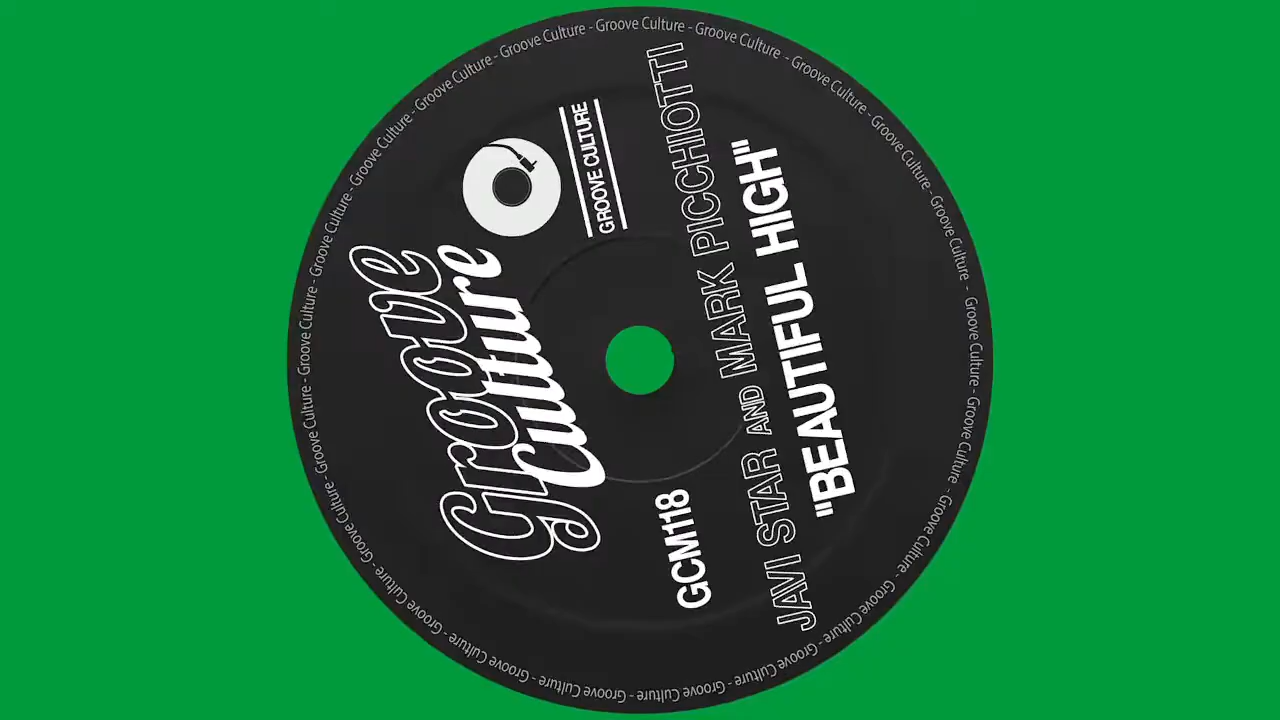 Groove
Culture
GROOVE CULTURE
GCM118
JAVI STAR AND MARK PICCHIOTTI
"BEAUTIFUL HIGH"
Groove Culture - Groove Culture - Groove Culture - Groove Culture - Groove Culture - Groove Culture - Groove Culture - Groove Culture - Groove Culture - Groove Culture - Groove Culture - Groove Culture - Groove Culture - Groove Culture - Groove Culture - Groove Culture - Groove Culture - Groove Culture - Groove Culture - Groove Culture - Groove Culture - Groove Culture -